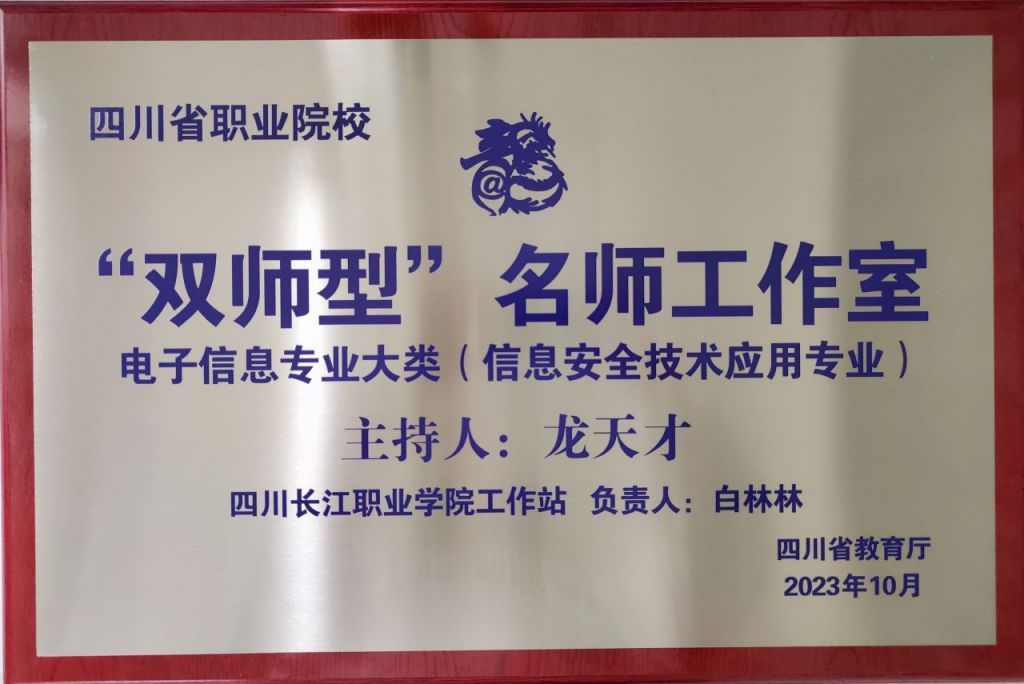 四川省职业院校
@
“双师型” 名师工作室
电子信息专业大类（信息安全技术应用专业）
主持人：龙天才
四川长江职业学院工作站 负责人：白林林
四川省教育厅
2023年10月